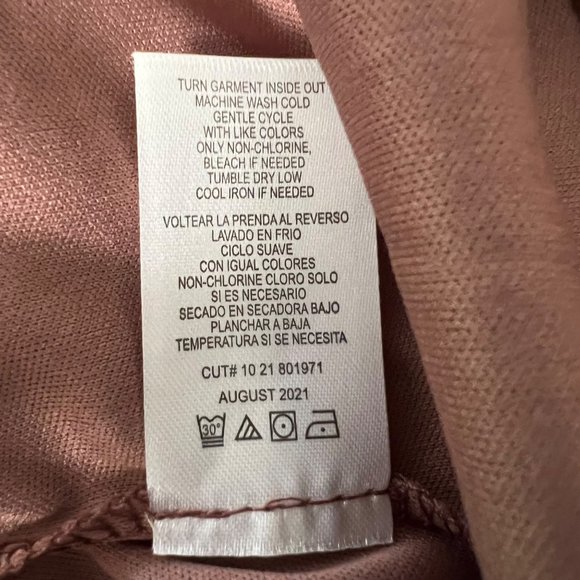 TURN GARMENT INSIDE OUT
MACHINE WASH COLD
GENTLE CYCLE
WITH LIKE COLORS
ONLY NON-CHLORINE,
BLEACH IF NEEDED
TUMBLE DRY LOW
COOL IRON IF NEEDED
VOLTEAR LA PRENDA AL REVERSO
LAVADO EN FRIO
CICLO SUAVE
CON IGUAL COLORES
NON-CHLORINE CLORO SOLO
SI ES NECESARIO
SECADO EN SECADORA BAJO
PLANCHAR A BAJA
TEMPERATURA SI SE NECESITA
CUT# 10 21 801971
AUGUST 2021
30°